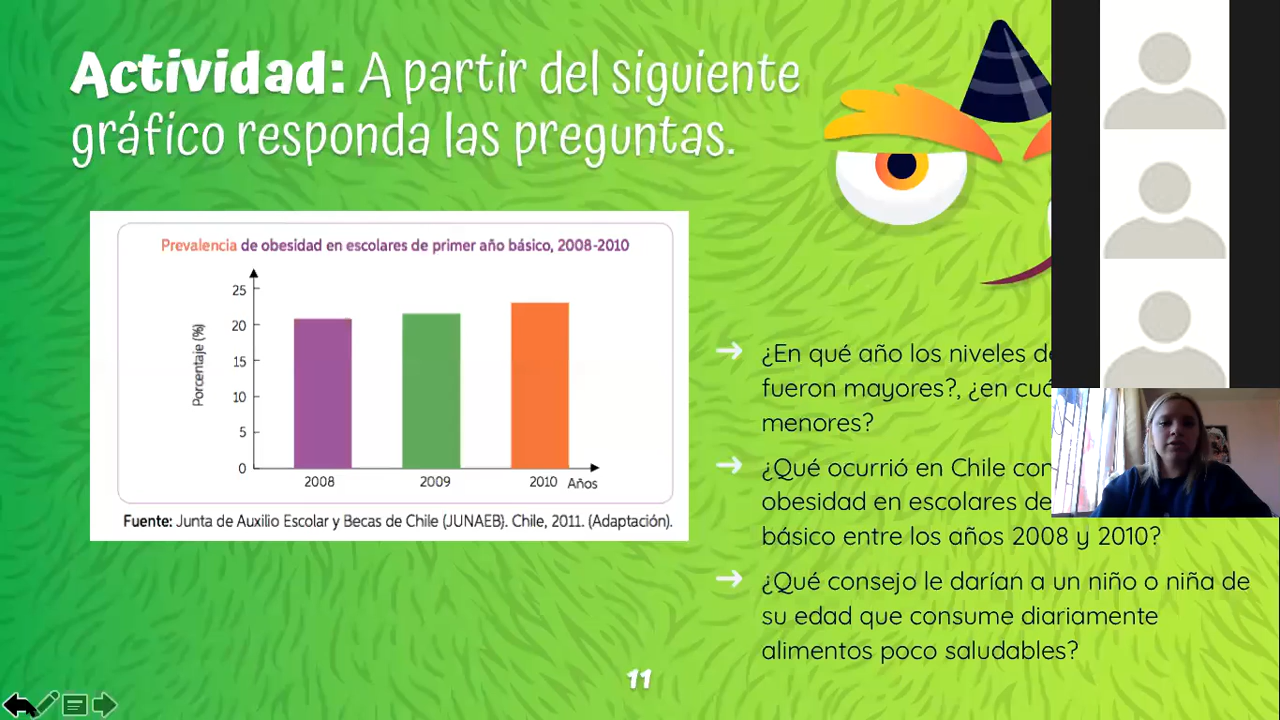 Actividad: A partir del siguiente
gráfico responda las preguntas.
Prevalencia de obesidad en escolares de primer año básico, 2008-2010
Porcentaje (%)
25
20
15
10
5
0
2008
2009
2010
Años
Fuente: Junta de Auxilio Escolar y Becas de Chile (JUNAEB). Chile, 2011. (Adaptación).
¿En qué año los niveles
fueron mayores?, ¿en
menores?
¿Qué ocurrió en Chile con
obesidad en escolares de
básico entre los años 2008 y 2010?
¿Qué consejo le darían a un niño o niña de
su edad que consume diariamente
alimentos poco saludables?
11